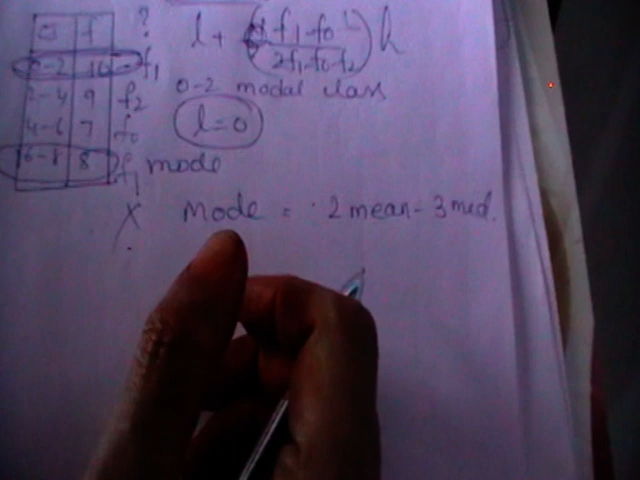 CI f ?
0-2 10 f1
2-4 9 f2
4-6 7 f0
6-8 8 f1 mode
l + (f1-f0 / 2f1-f0-f2) h
0-2 modal class
l=0
X Mode = 2 mean - 3 med.